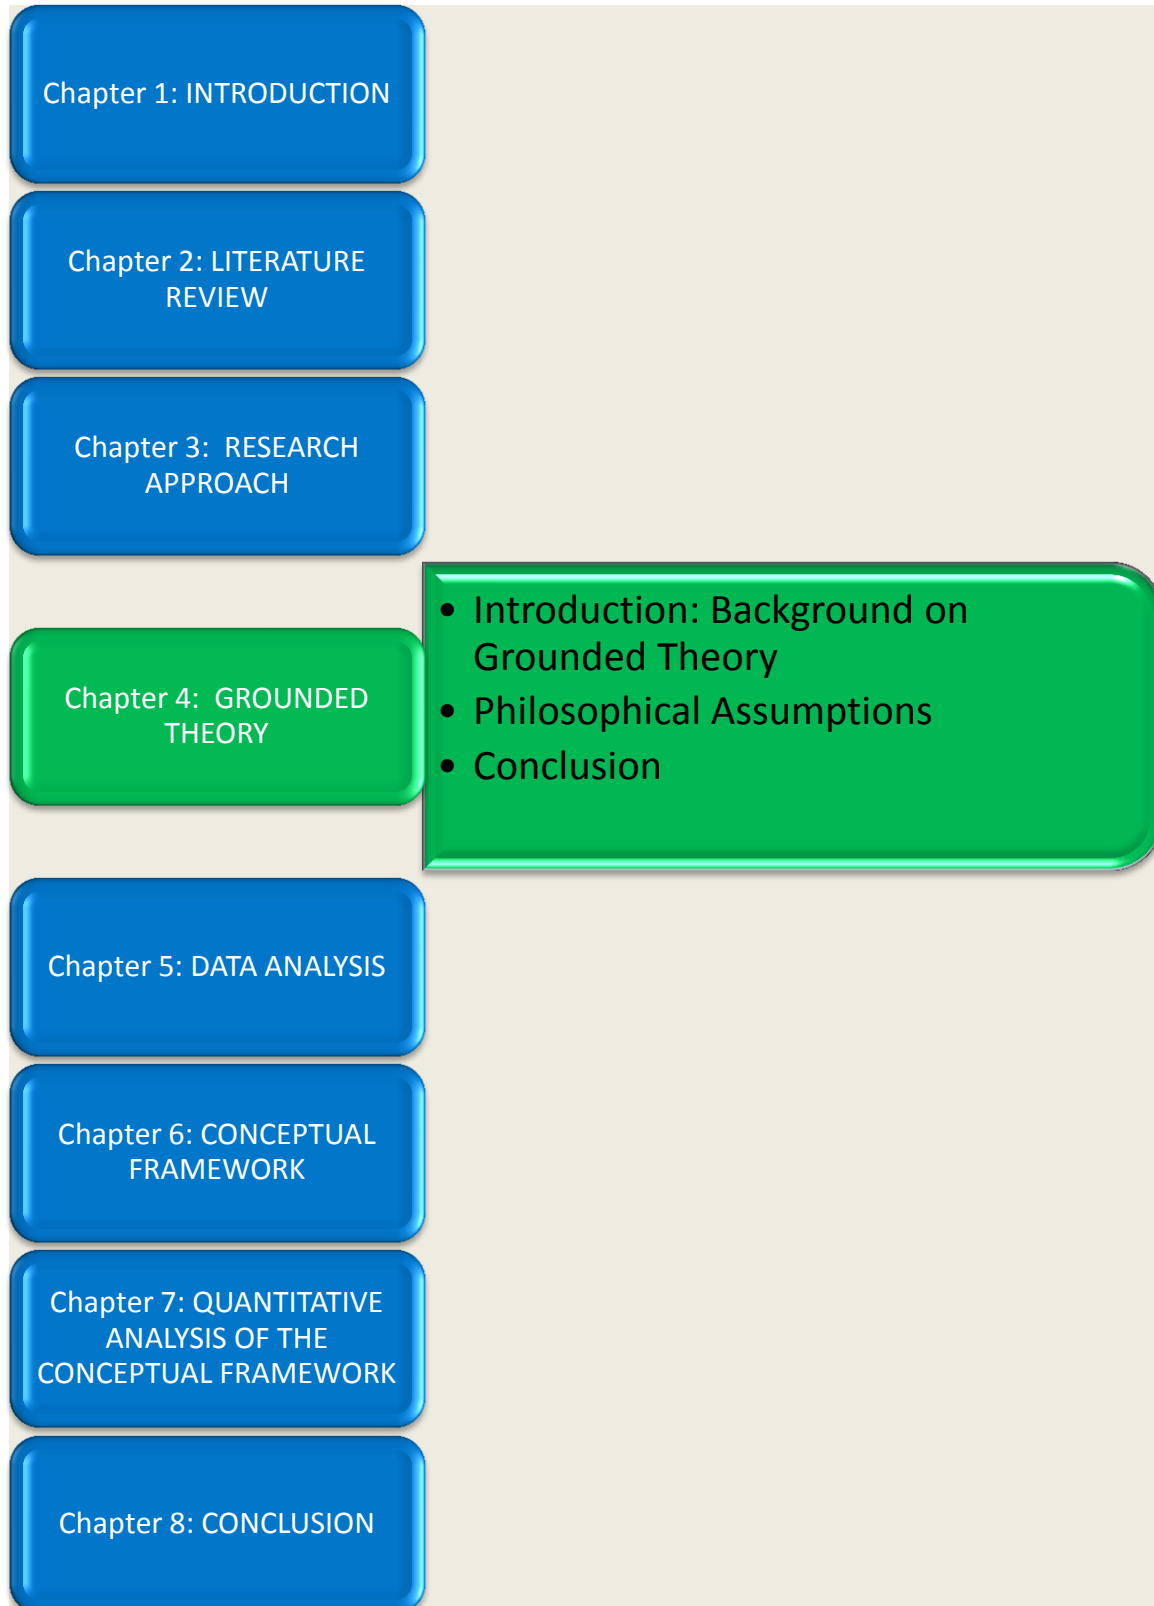 Chapter 1: INTRODUCTION
Chapter 2: LITERATURE
REVIEW
Chapter 3:  RESEARCH
APPROACH
Chapter 4:  GROUNDED
THEORY
• Introduction: Background on
Grounded Theory
• Philosophical Assumptions
• Conclusion
Chapter 5: DATA ANALYSIS
Chapter 6: CONCEPTUAL
FRAMEWORK
Chapter 7: QUANTITATIVE
ANALYSIS OF THE
CONCEPTUAL FRAMEWORK
Chapter 8: CONCLUSION